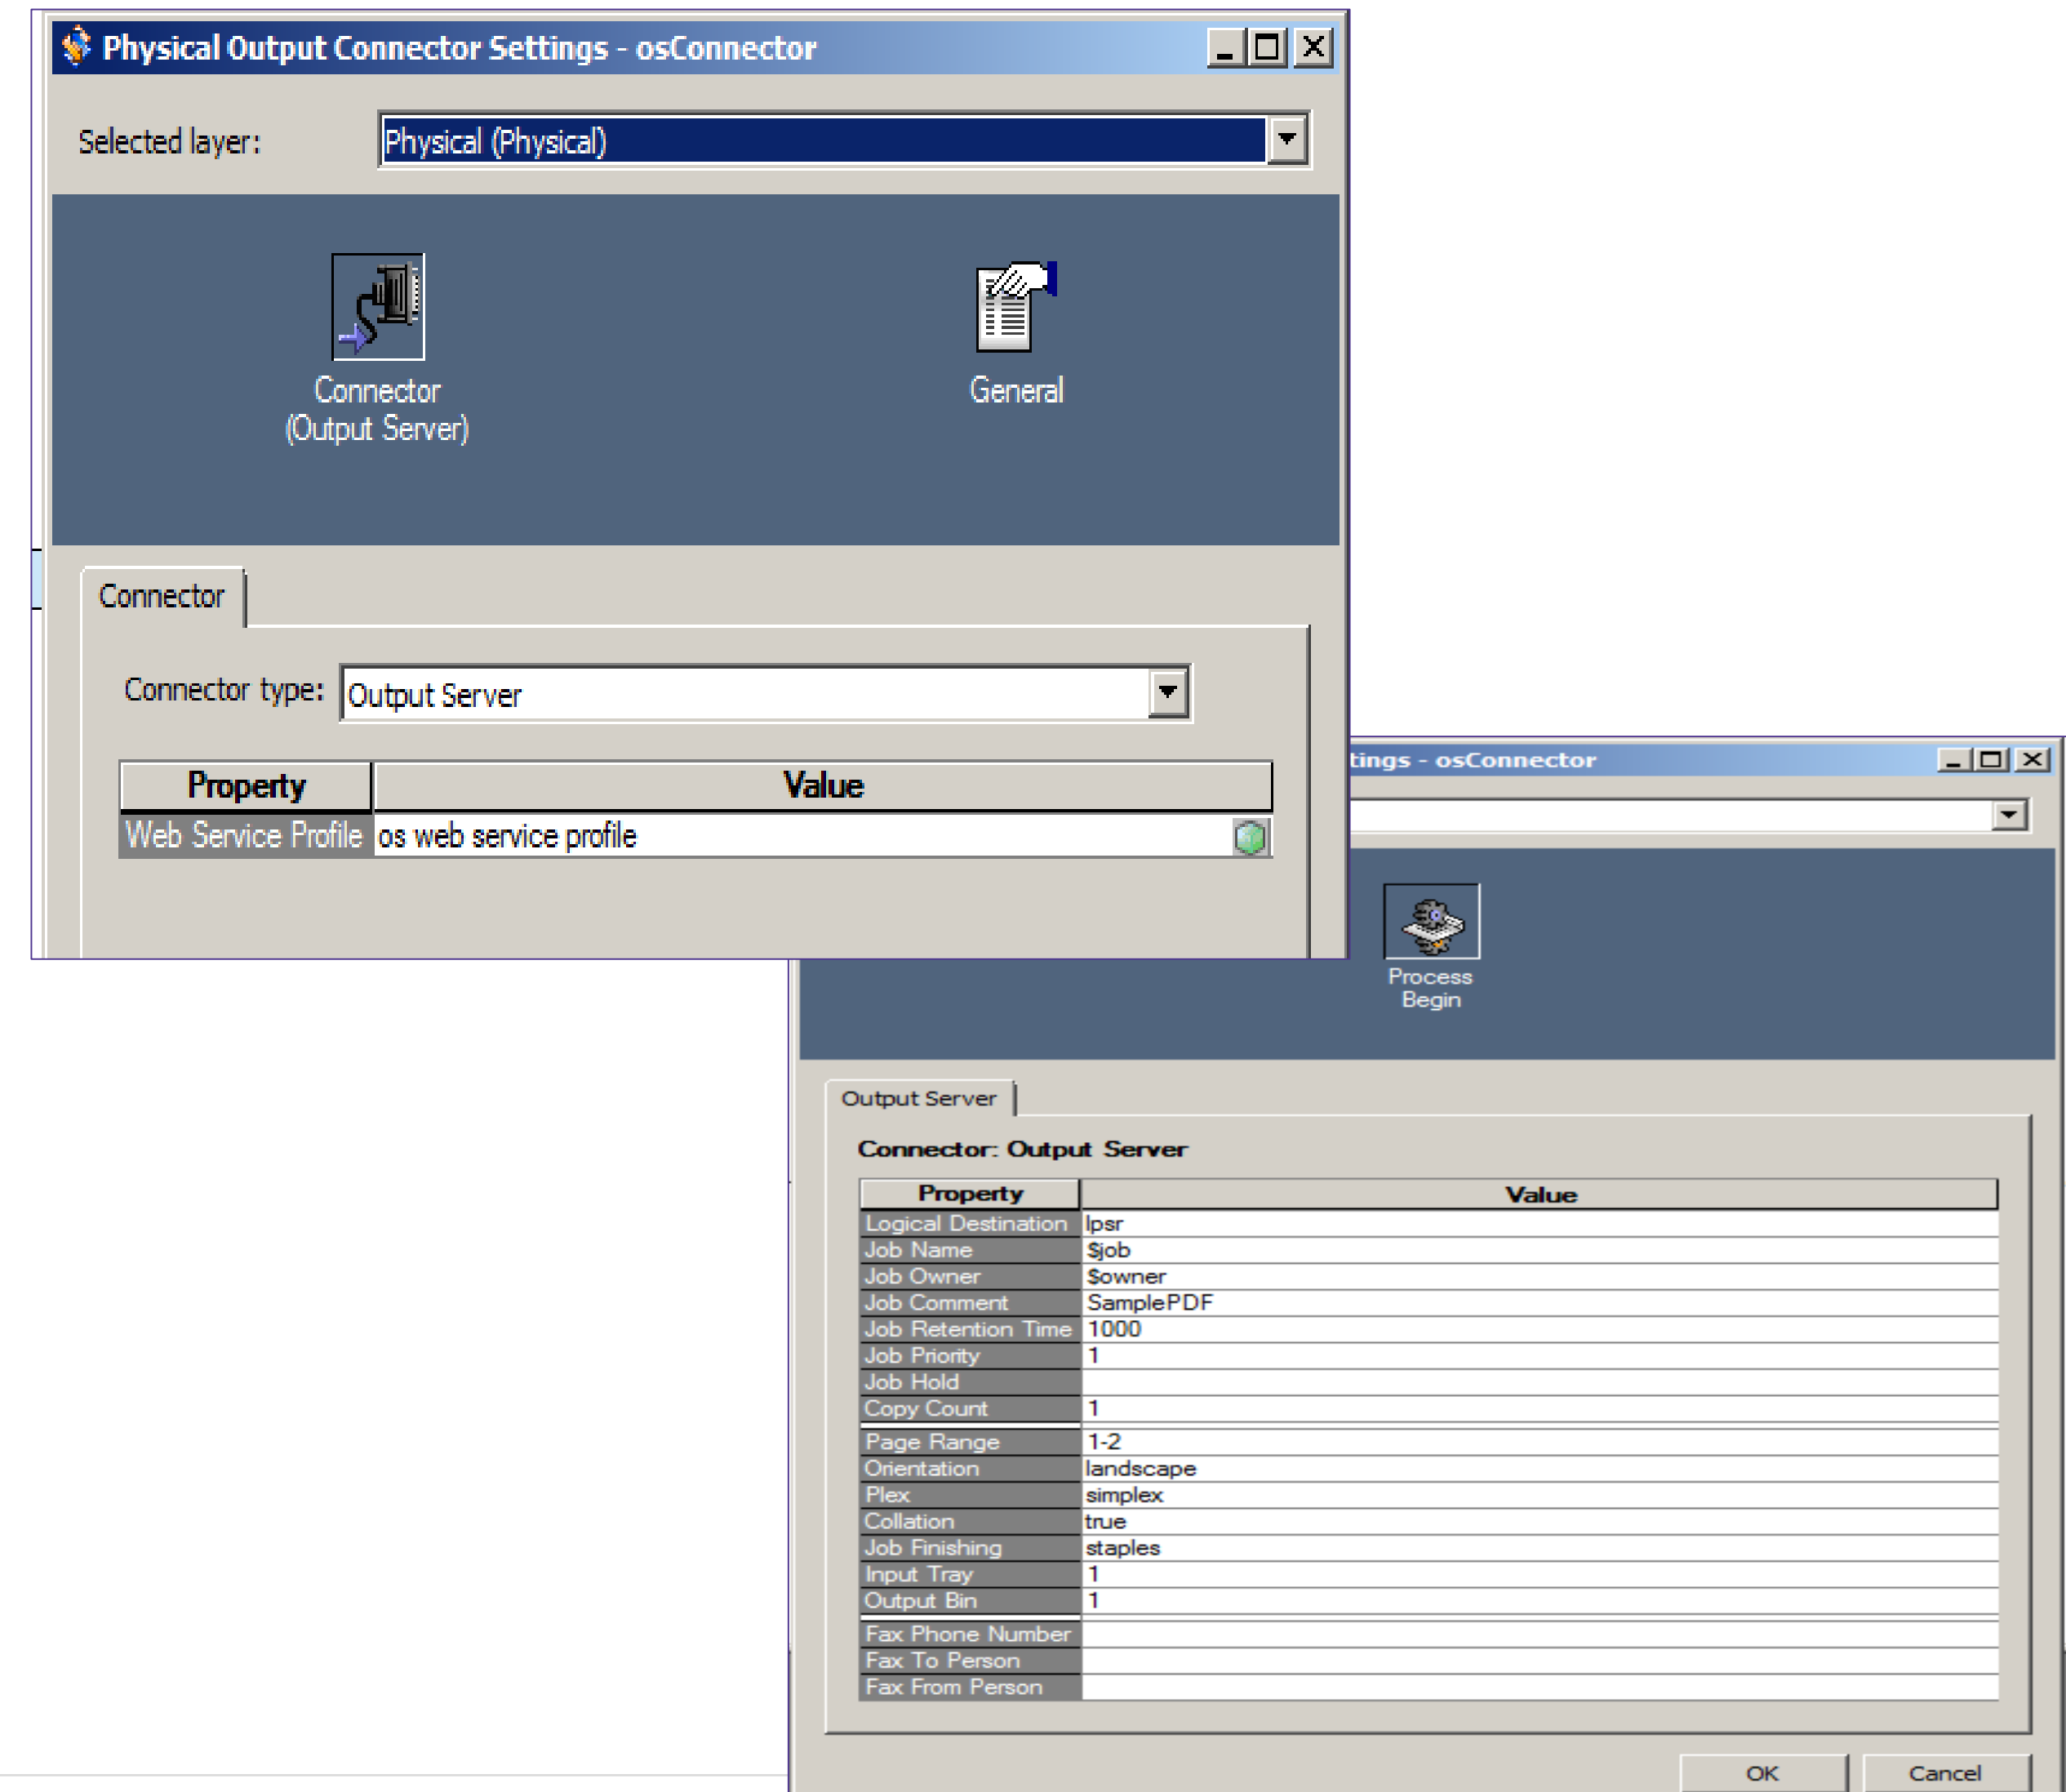 Physical Output Connector Settings - osConnector
Selected layer: Physical (Physical)
Connector
(Output Server)
General
Connector
Connector type: Output Server
Property Value
Web Service Profile os web service profile
tings - osConnector
Process
Begin
Output Server
Connector: Output Server
Property Value
Logical Destination lpsr
Job Name $job
Job Owner $owner
Job Comment SamplePDF
Job Retention Time 1000
Job Priority 1
Job Hold
Copy Count 1
Page Range 1-2
Orientation landscape
Plex simplex
Collation true
Job Finishing staples
Input Tray 1
Output Bin 1
Fax Phone Number
Fax To Person
Fax From Person
OK Cancel